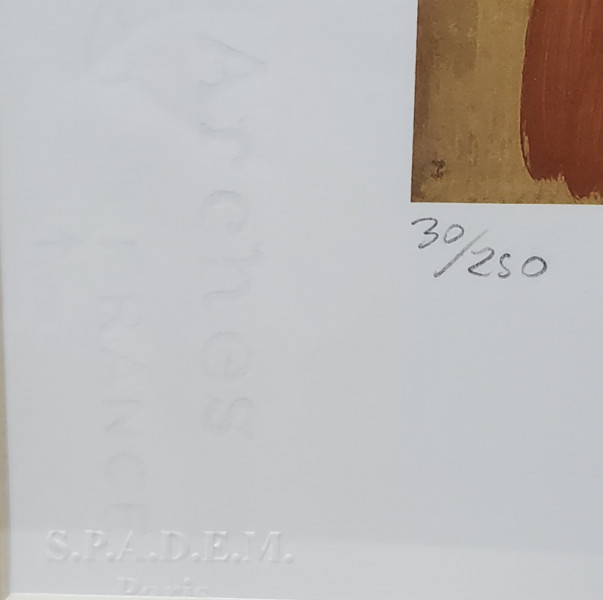 Arches
FRANCE
30/250
S.P.A.D.E.M.
Paris